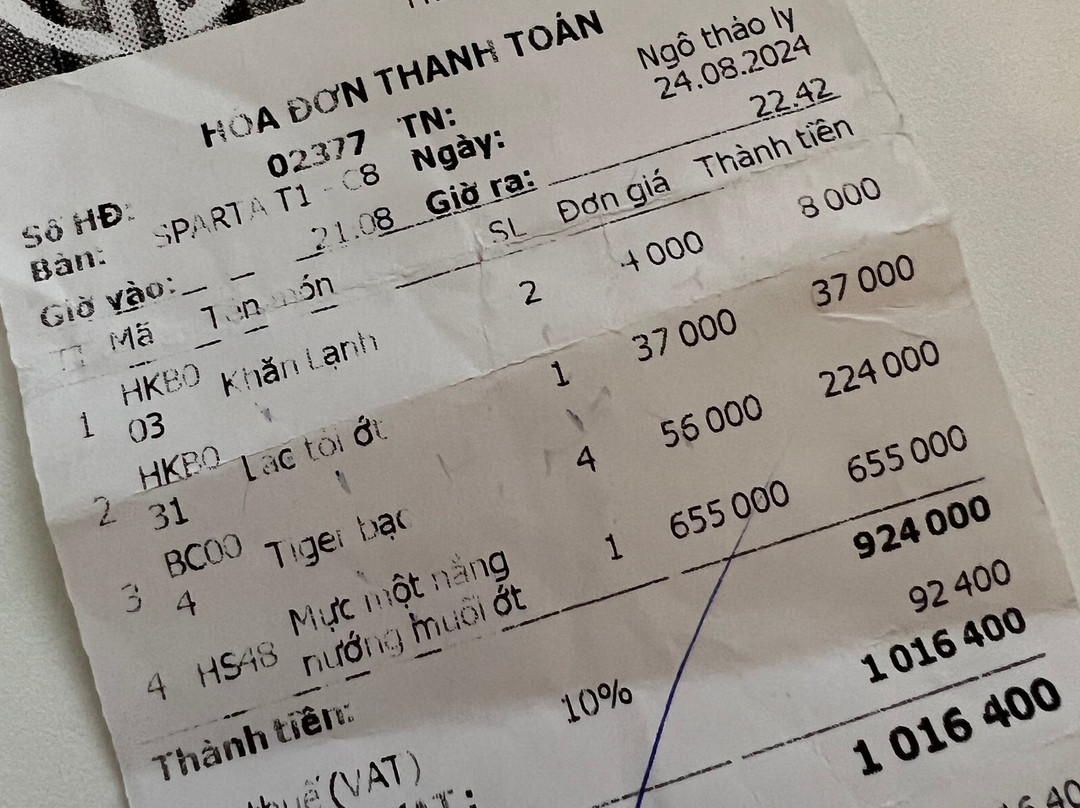 HÓA ĐƠN THANH TOÁN
Số HĐ: 02377 TN: Ngô thảo ly
Bàn: SPARTA T1 - C8 Ngày: 24.08.2024
Giờ vào: 21.08 Giờ ra: 22.42
TT Mã Tên món SL Đơn giá Thành tiền
1 HKB0 Khăn Lạnh 2 4 000 8 000
03
2 HKB0 Lạc tỏi ớt 1 37 000 37 000
31
3 BC00 Tiger bạc 4 56 000 224 000
4
4 HS48 Mực một nắng 1 655 000 655 000
nướng muối ớt
Thành tiền: 924 000
(VAT) 10% 92 400
1 016 400
1 016 400